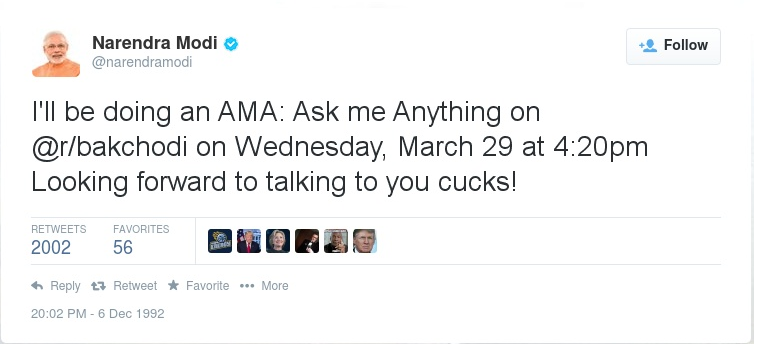 Narendra Modi
@narendramodi
Follow
I'll be doing an AMA: Ask me Anything on
@r/bakchodi on Wednesday, March 29 at 4:20pm
Looking forward to talking to you cucks!
RETWEETS FAVORITES
2002 56
Reply Retweet Favorite More
20:02 PM - 6 Dec 1992